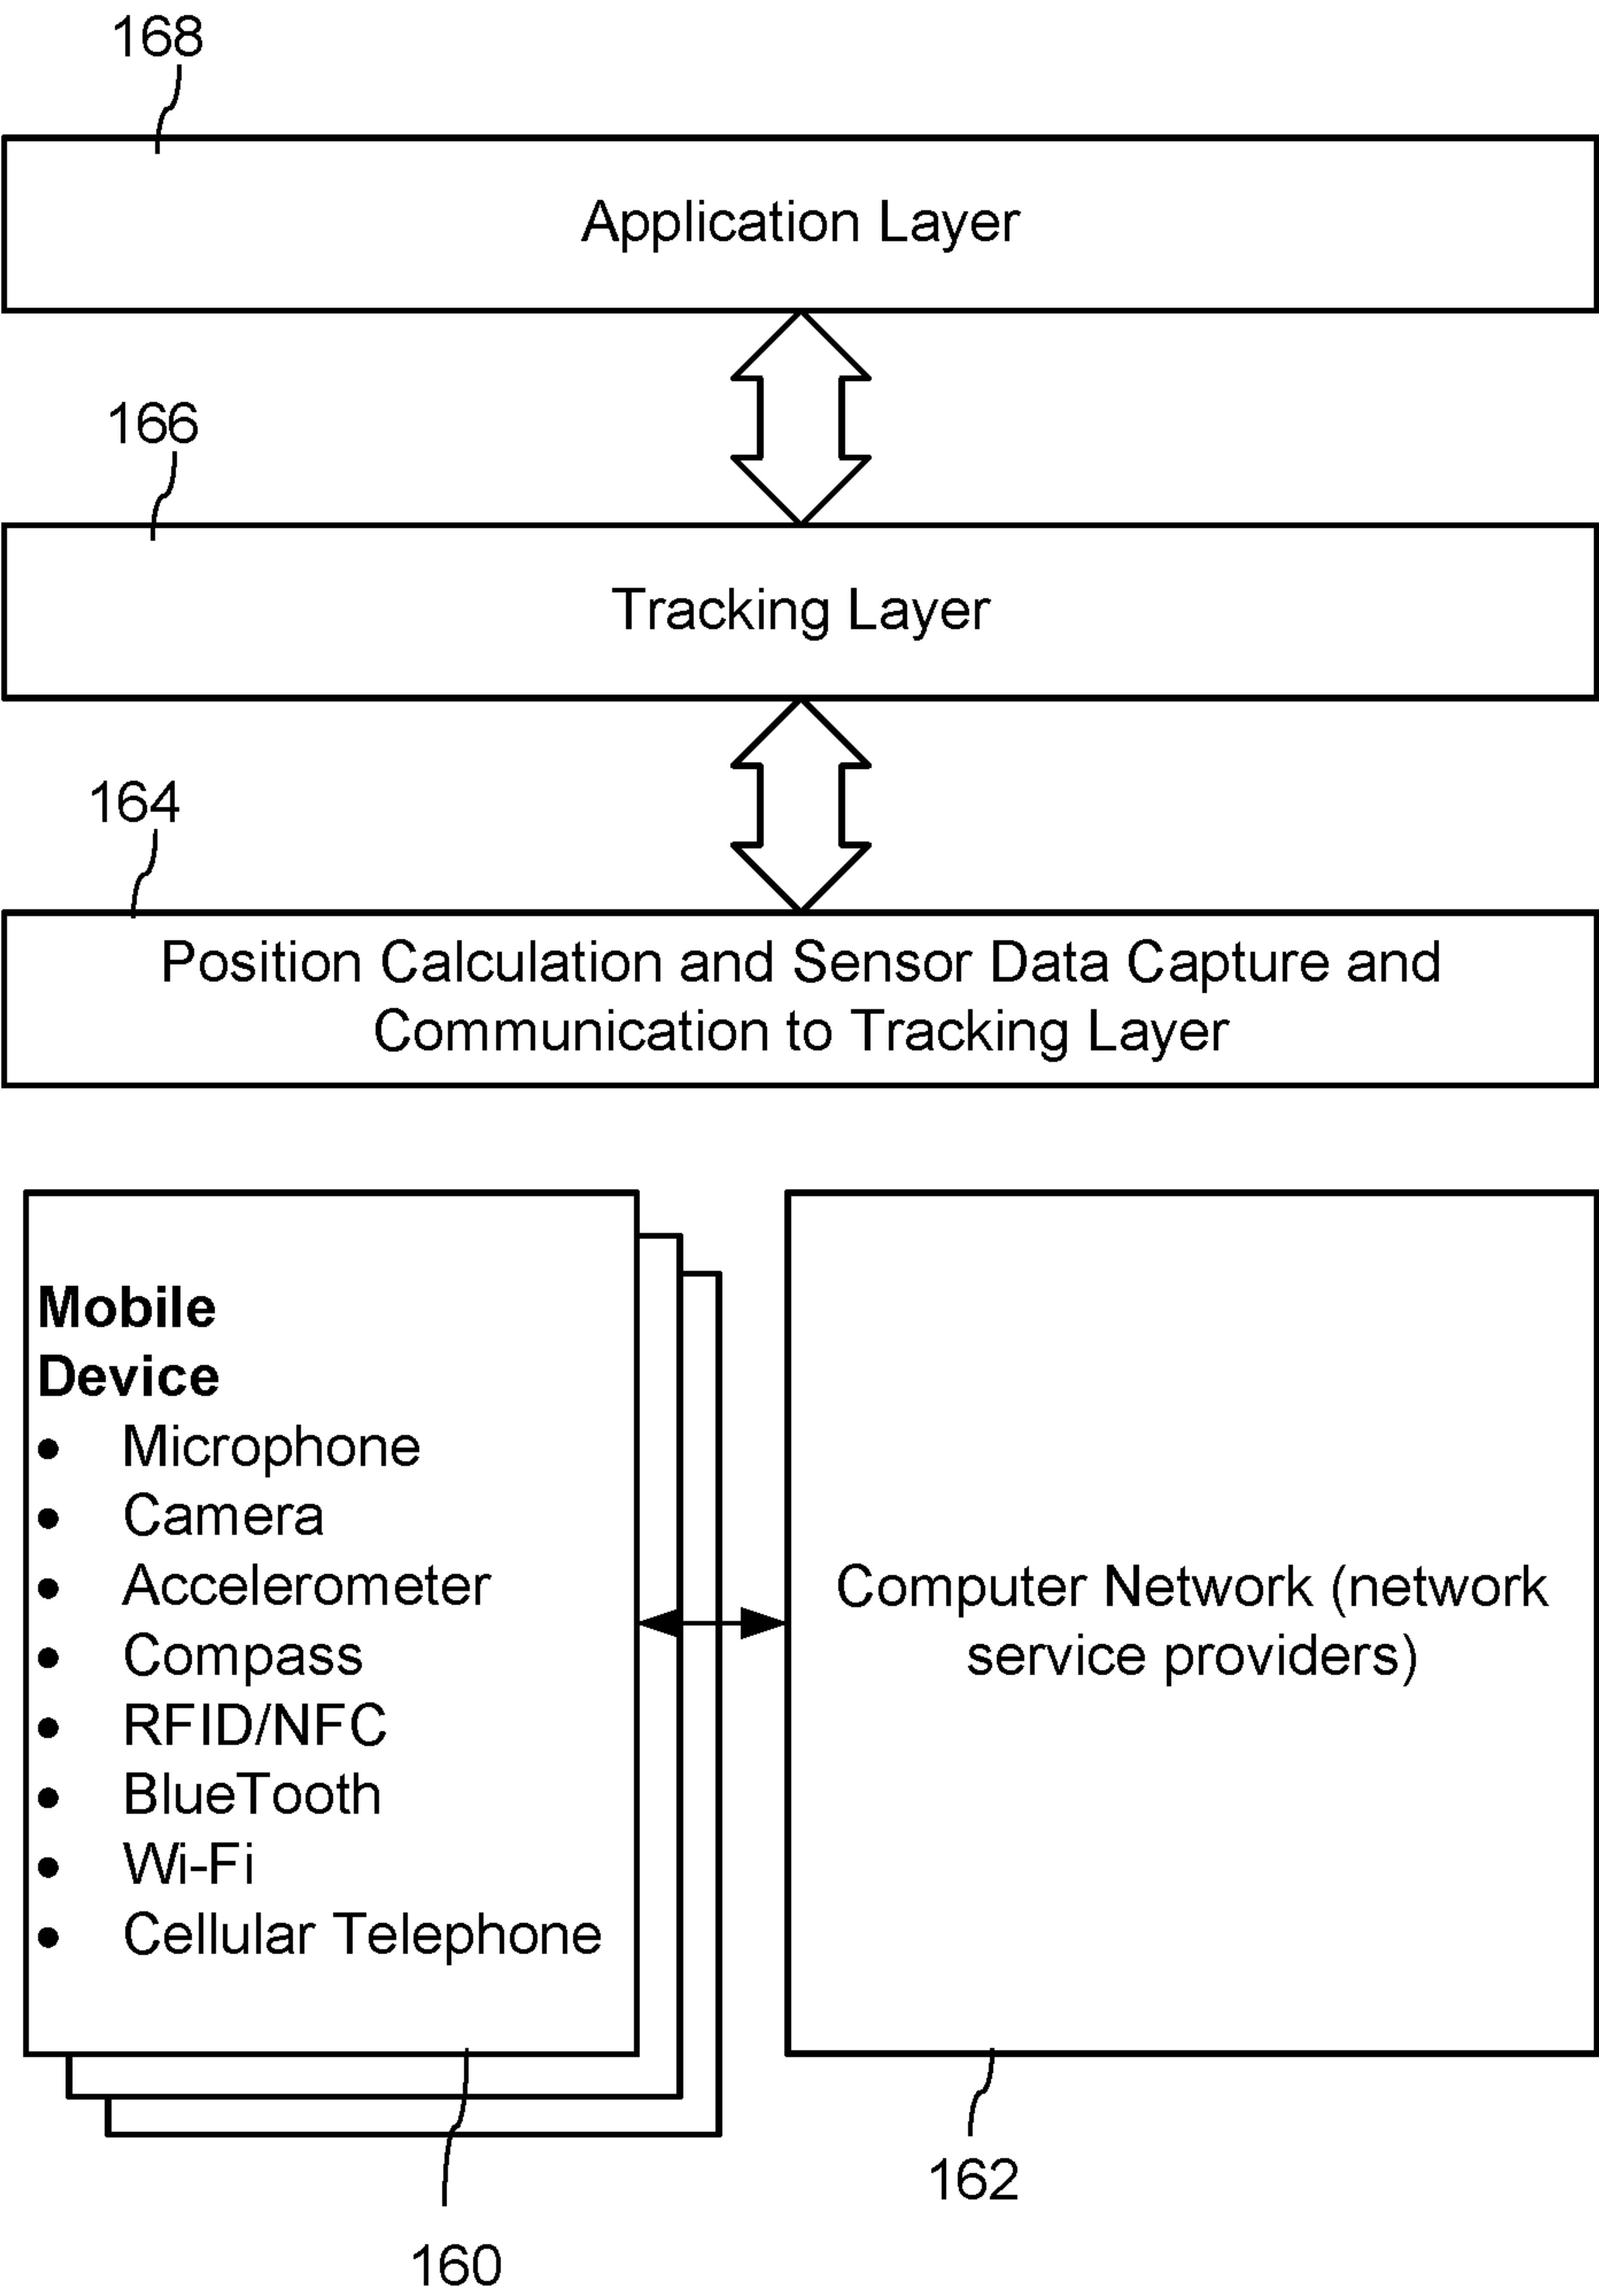 168
Application Layer
166
Tracking Layer
164
Position Calculation and Sensor Data Capture and
Communication to Tracking Layer
Mobile
Device
• Microphone
• Camera
• Accelerometer
• Compass
• RFID/NFC
• BlueTooth
• Wi-Fi
• Cellular Telephone
Computer Network (network
service providers)
162
160